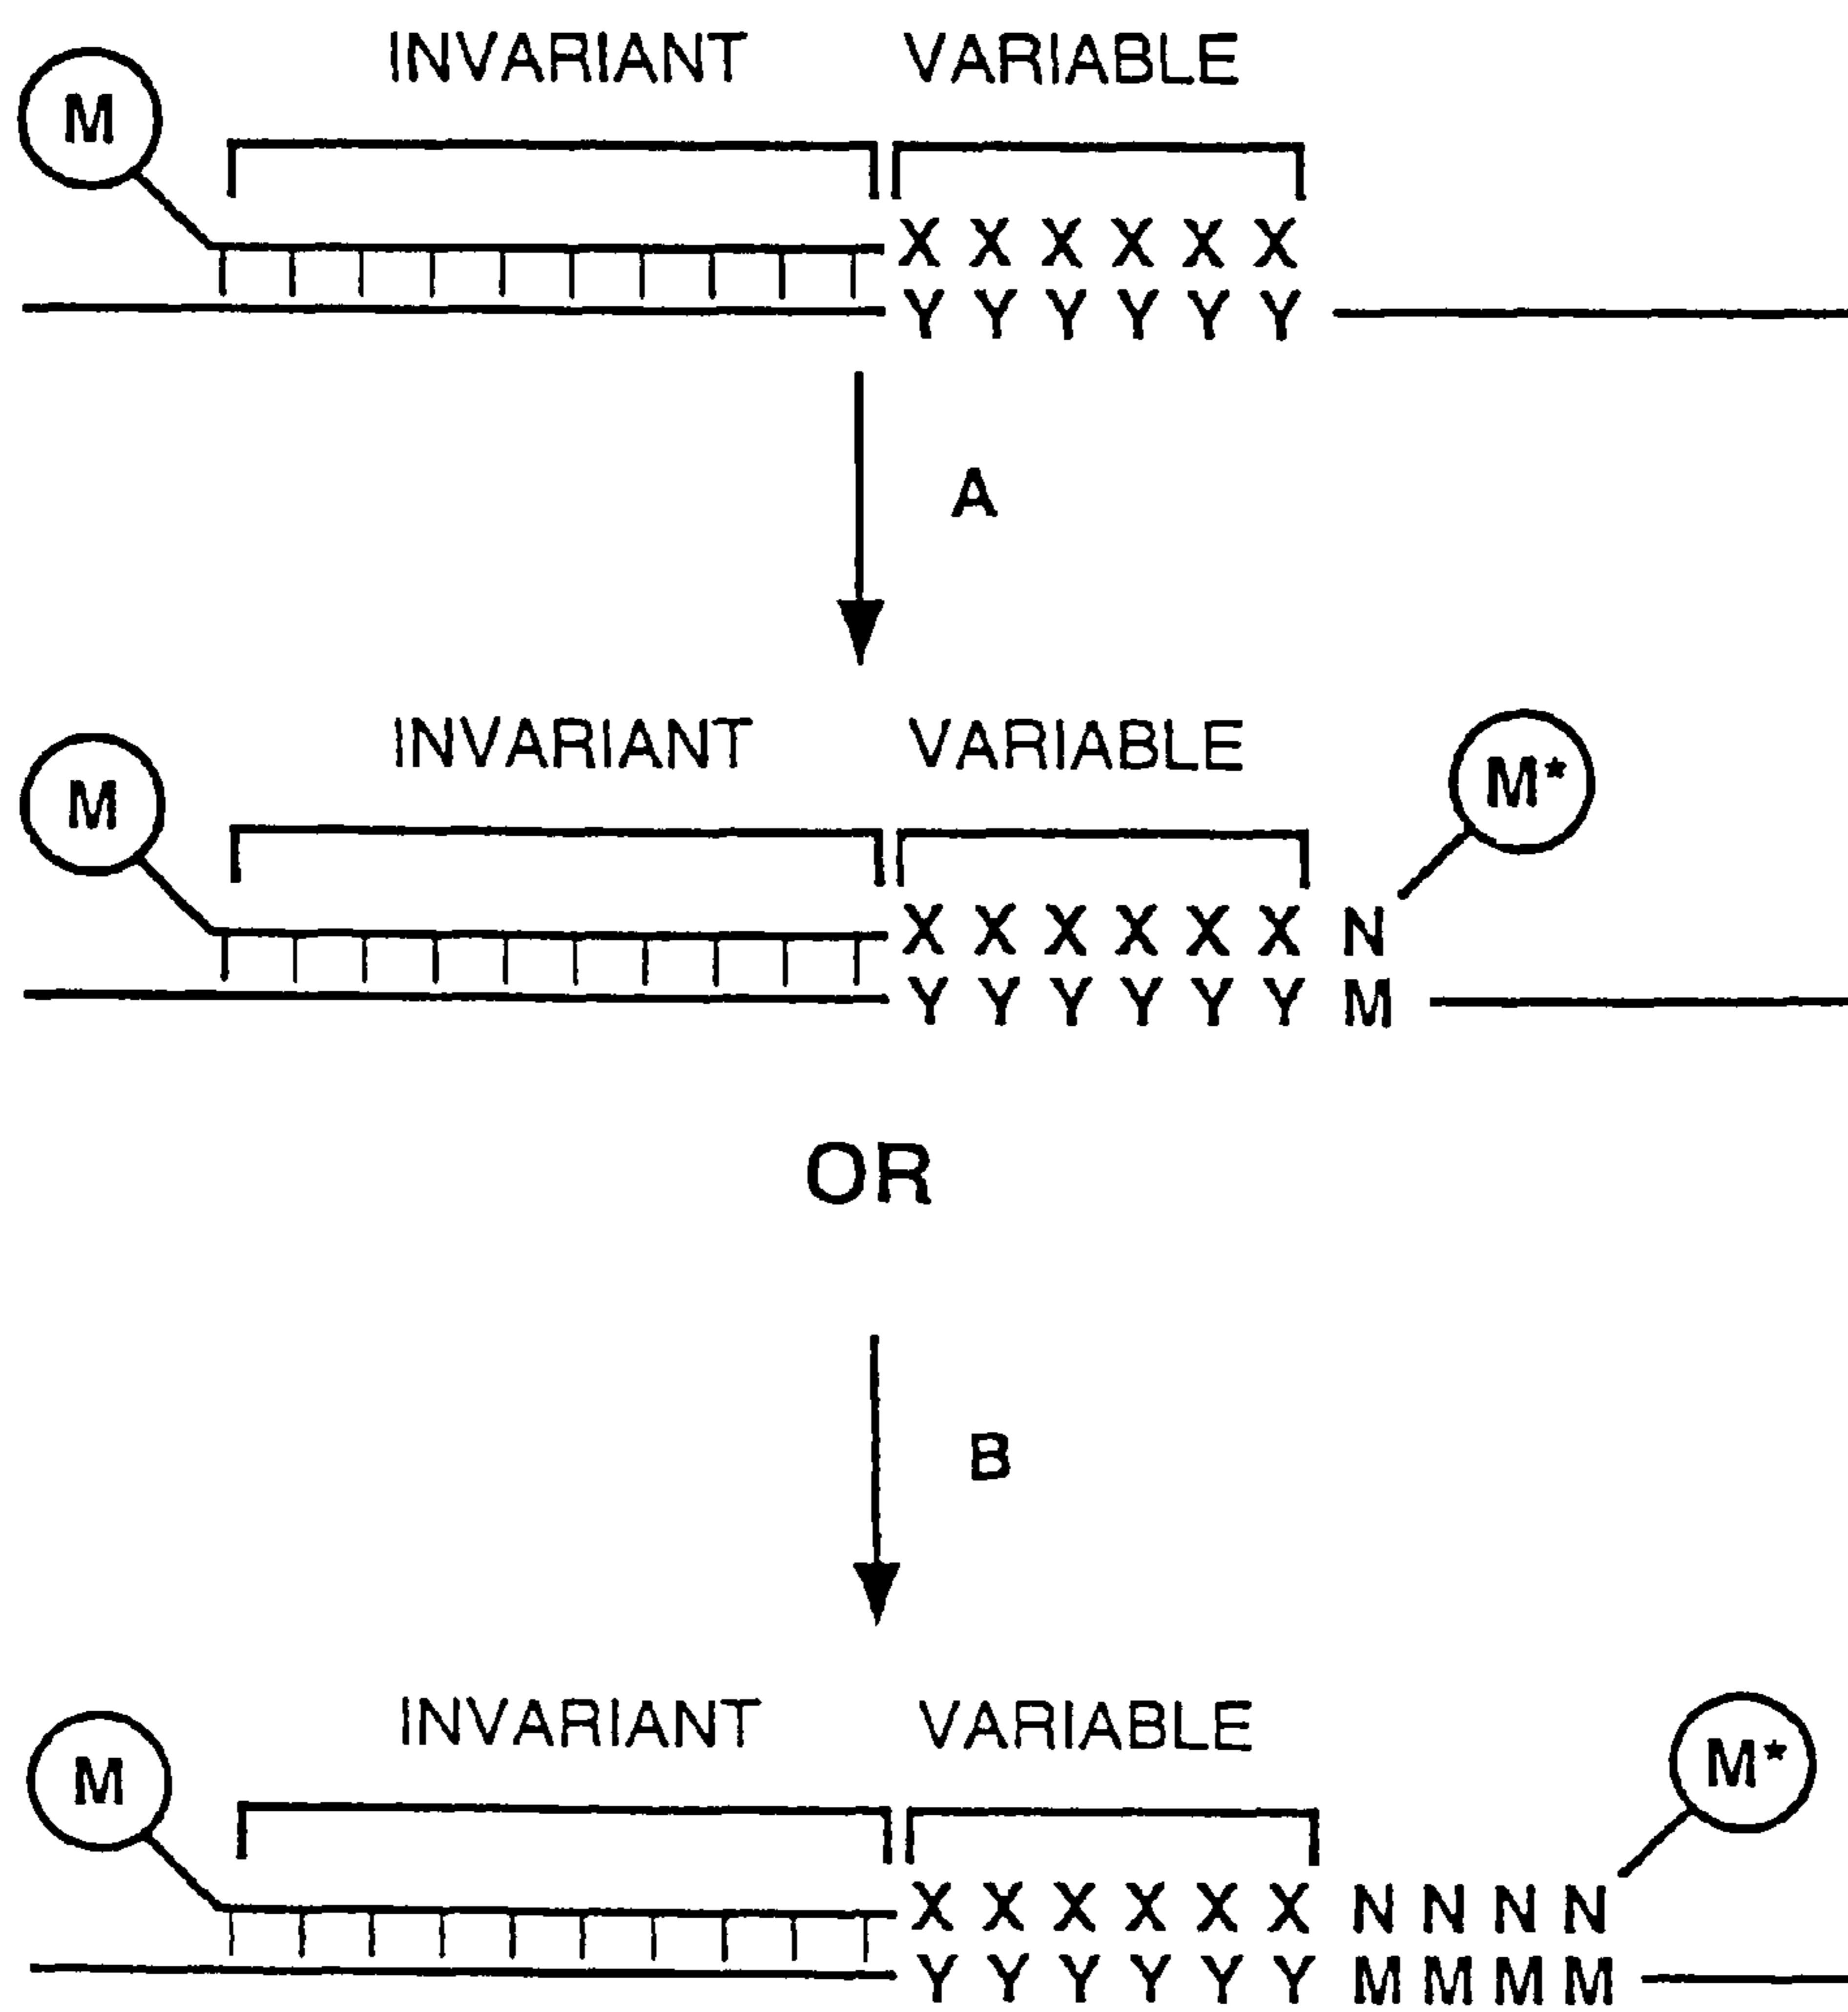 INVARIANT VARIABLE
M
X X X X X X
Y Y Y Y Y Y
A
INVARIANT VARIABLE
M M*
X X X X X X N
Y Y Y Y Y Y M
OR
B
INVARIANT VARIABLE
M M*
X X X X X X N N N N
Y Y Y Y Y Y M M M M